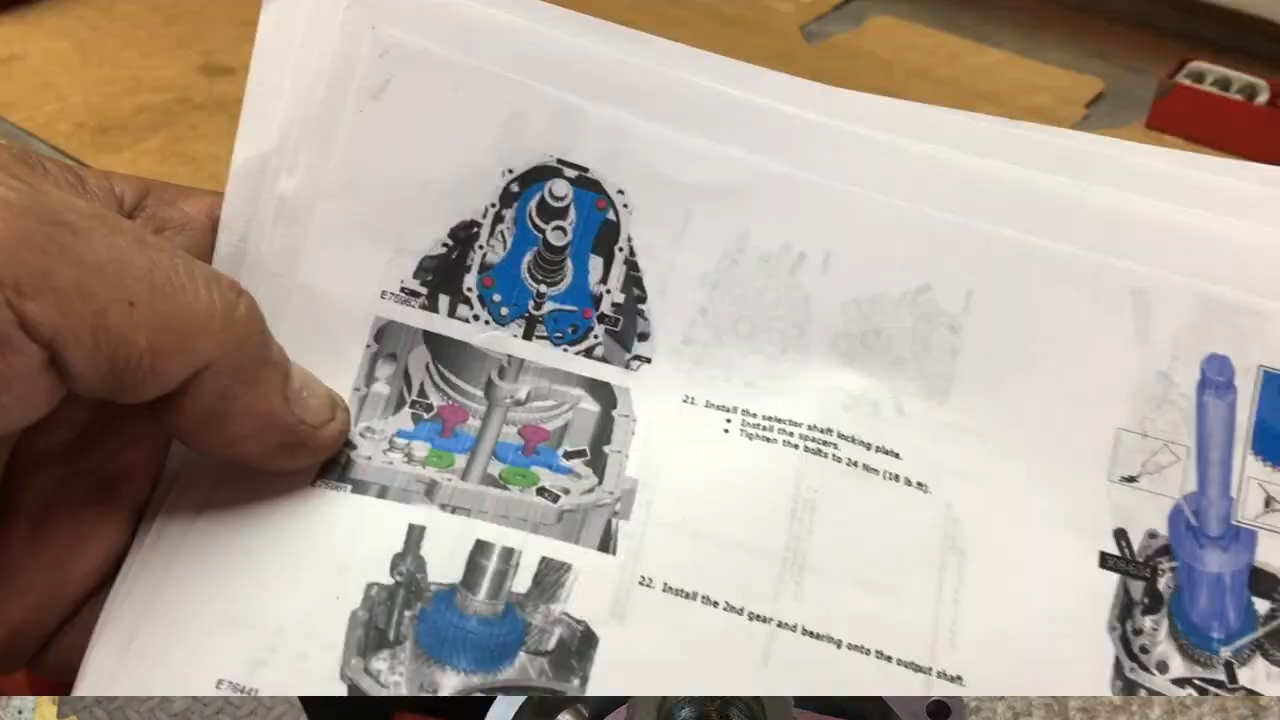 E75982
21. Install the selector shaft locking plate.
• Install the spacers.
• Tighten the bolts to 24 Nm (18 lb.ft).
22. Install the 2nd gear and bearing onto the output shaft.
E76441